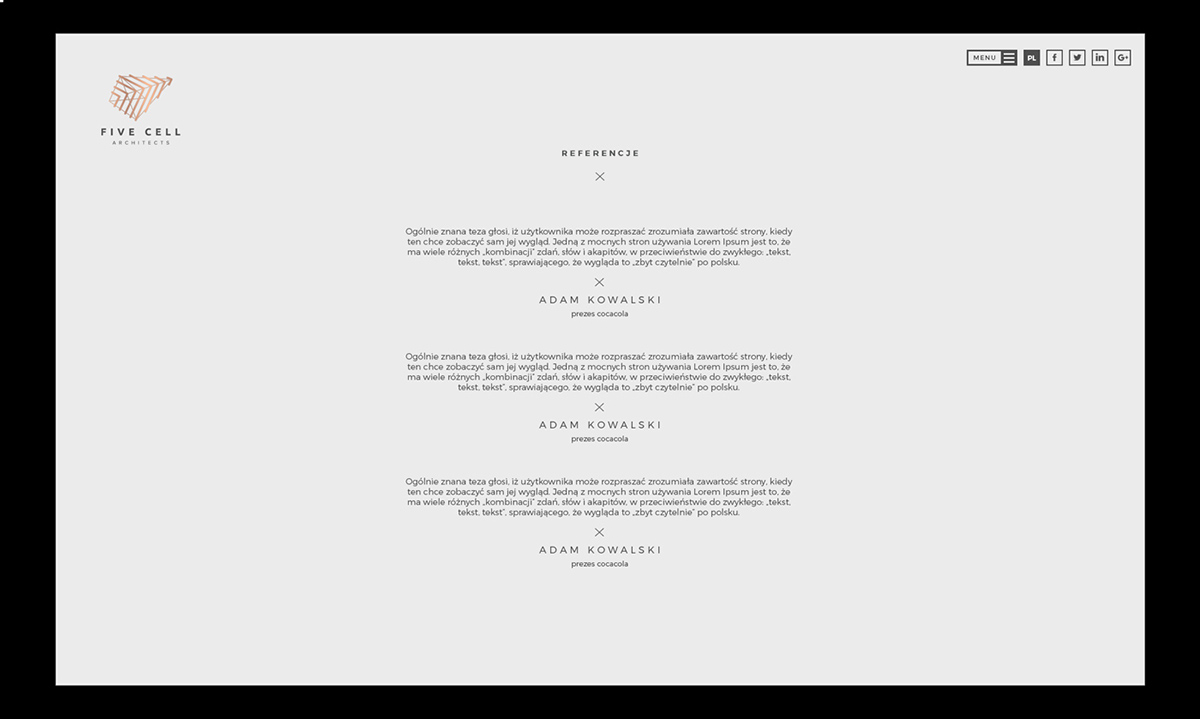 MENU
PL
f
in
G+
FIVE CELL
ARCHITECTS
REFERENCJE
Ogólnie znana teza głosi, iż użytkownika może rozpraszać zrozumiała zawartość strony, kiedy
ten chce zobaczyć sam jej wygląd. Jedną z mocnych stron używania Lorem Ipsum jest to, że
ma wiele różnych „kombinacji” zdań, słów i akapitów, w przeciwieństwie do zwykłego: „tekst,
tekst, tekst”, sprawiającego, że wygląda to „zbyt czytelnie” po polsku.
ADAM KOWALSKI
prezes cocacola
Ogólnie znana teza głosi, iż użytkownika może rozpraszać zrozumiała zawartość strony, kiedy
ten chce zobaczyć sam jej wygląd. Jedną z mocnych stron używania Lorem Ipsum jest to, że
ma wiele różnych „kombinacji” zdań, słów i akapitów, w przeciwieństwie do zwykłego: „tekst,
tekst, tekst”, sprawiającego, że wygląda to „zbyt czytelnie” po polsku.
ADAM KOWALSKI
prezes cocacola
Ogólnie znana teza głosi, iż użytkownika może rozpraszać zrozumiała zawartość strony, kiedy
ten chce zobaczyć sam jej wygląd. Jedną z mocnych stron używania Lorem Ipsum jest to, że
ma wiele różnych „kombinacji” zdań, słów i akapitów, w przeciwieństwie do zwykłego: „tekst,
tekst, tekst”, sprawiającego, że wygląda to „zbyt czytelnie” po polsku.
ADAM KOWALSKI
prezes cocacola